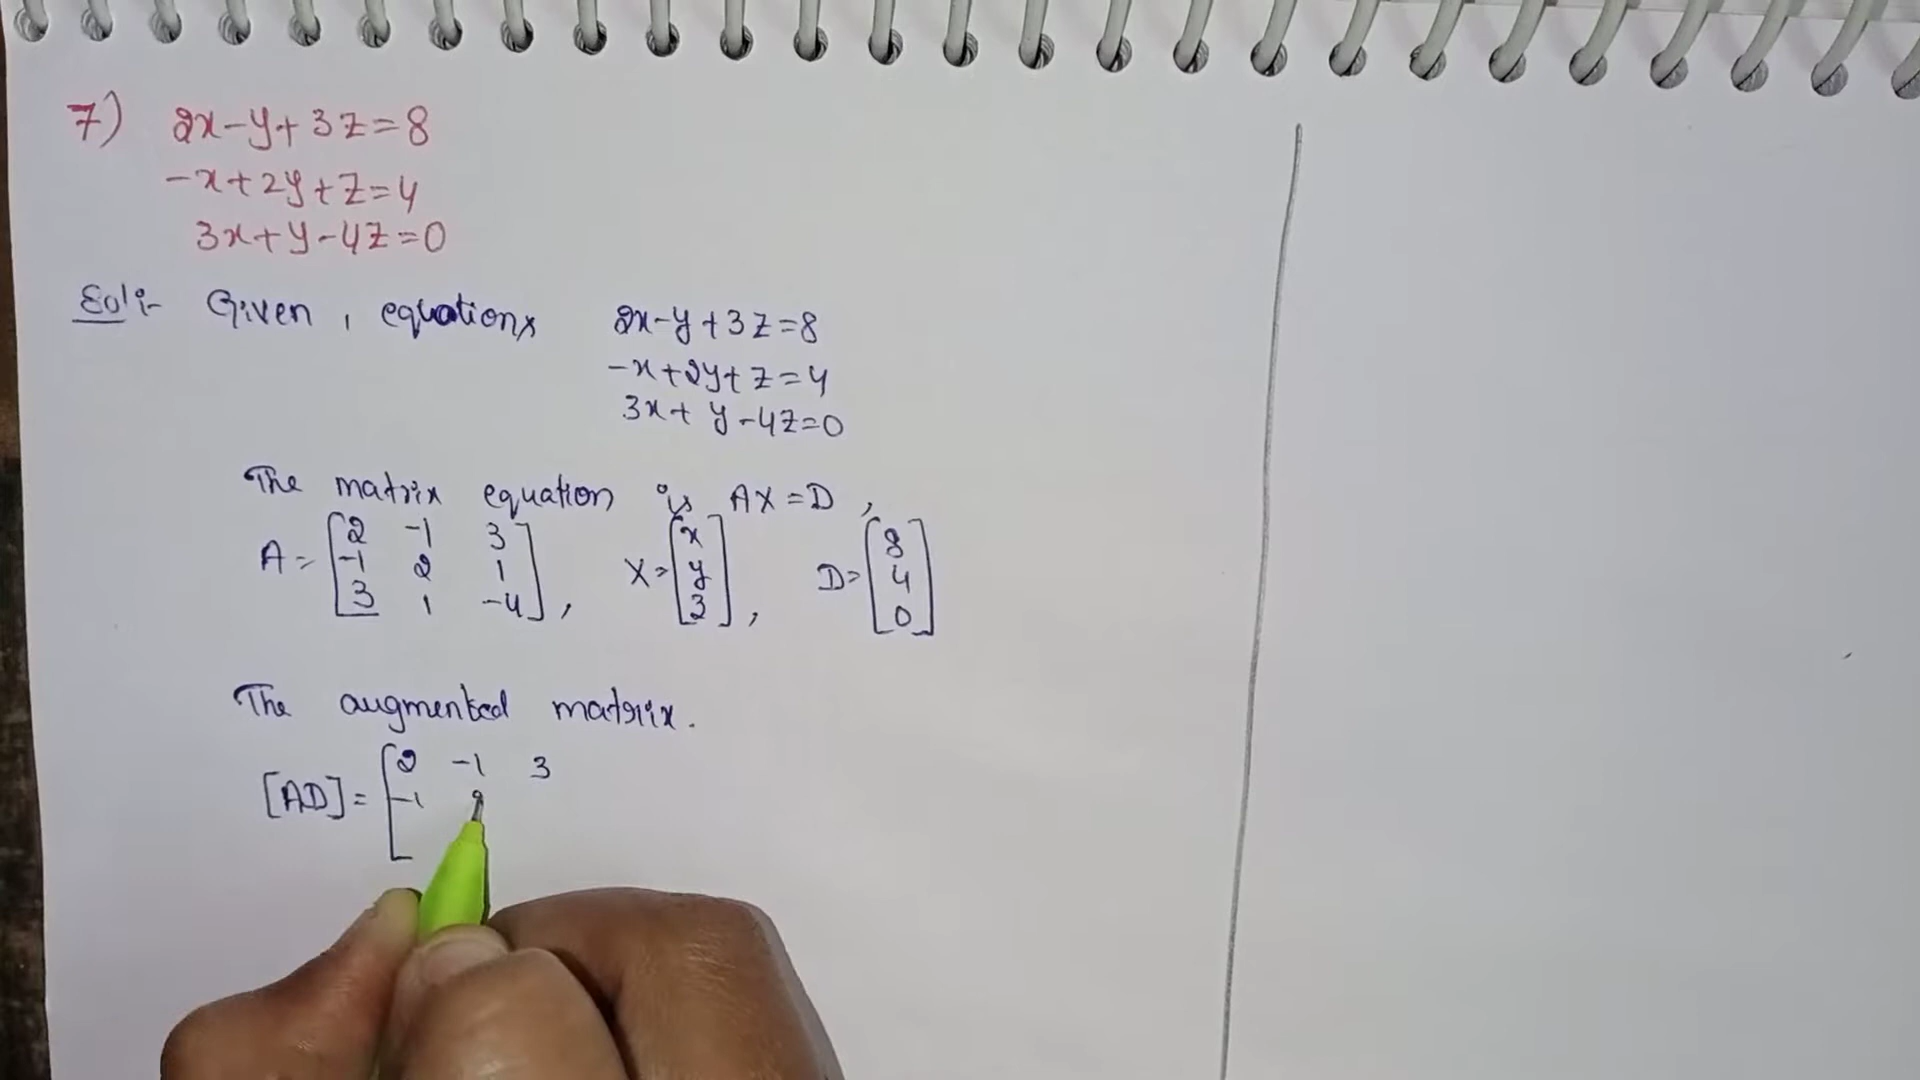 7) 2x-y+3z=8
-x+2y+z=4
3x+y-4z=0
Sol:- Given, equations 2x-y+3z=8
-x+2y+z=4
3x+y-4z=0
The matrix equation is AX=D,
A=[2 -1 3 -1 2 1 3 1 -4], X=[x y z], D=[8 4 0]
The augmented matrix.
[AD]=[2 -1 3
-1 2